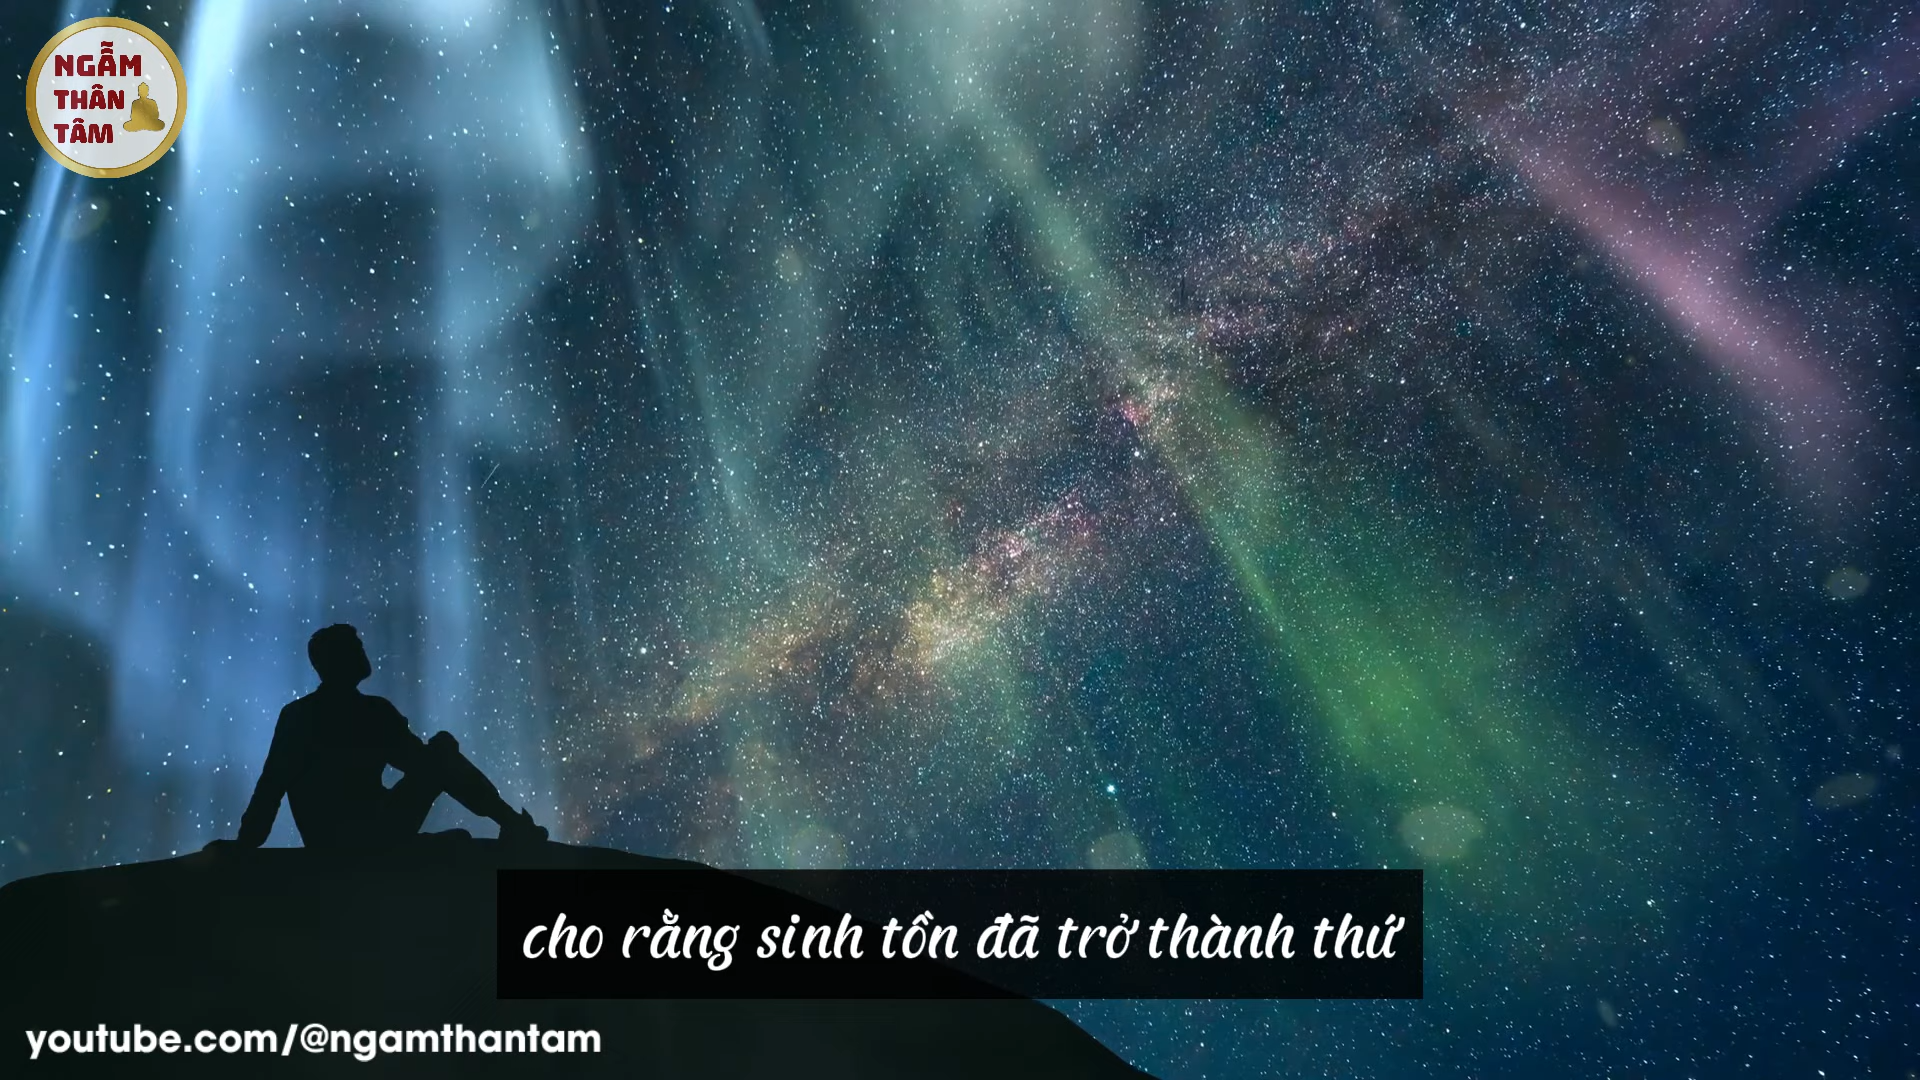 NGẪM
THÂN
TÂM
cho rằng sinh tồn đã trở thành thứ
youtube.com/@ngamthantam